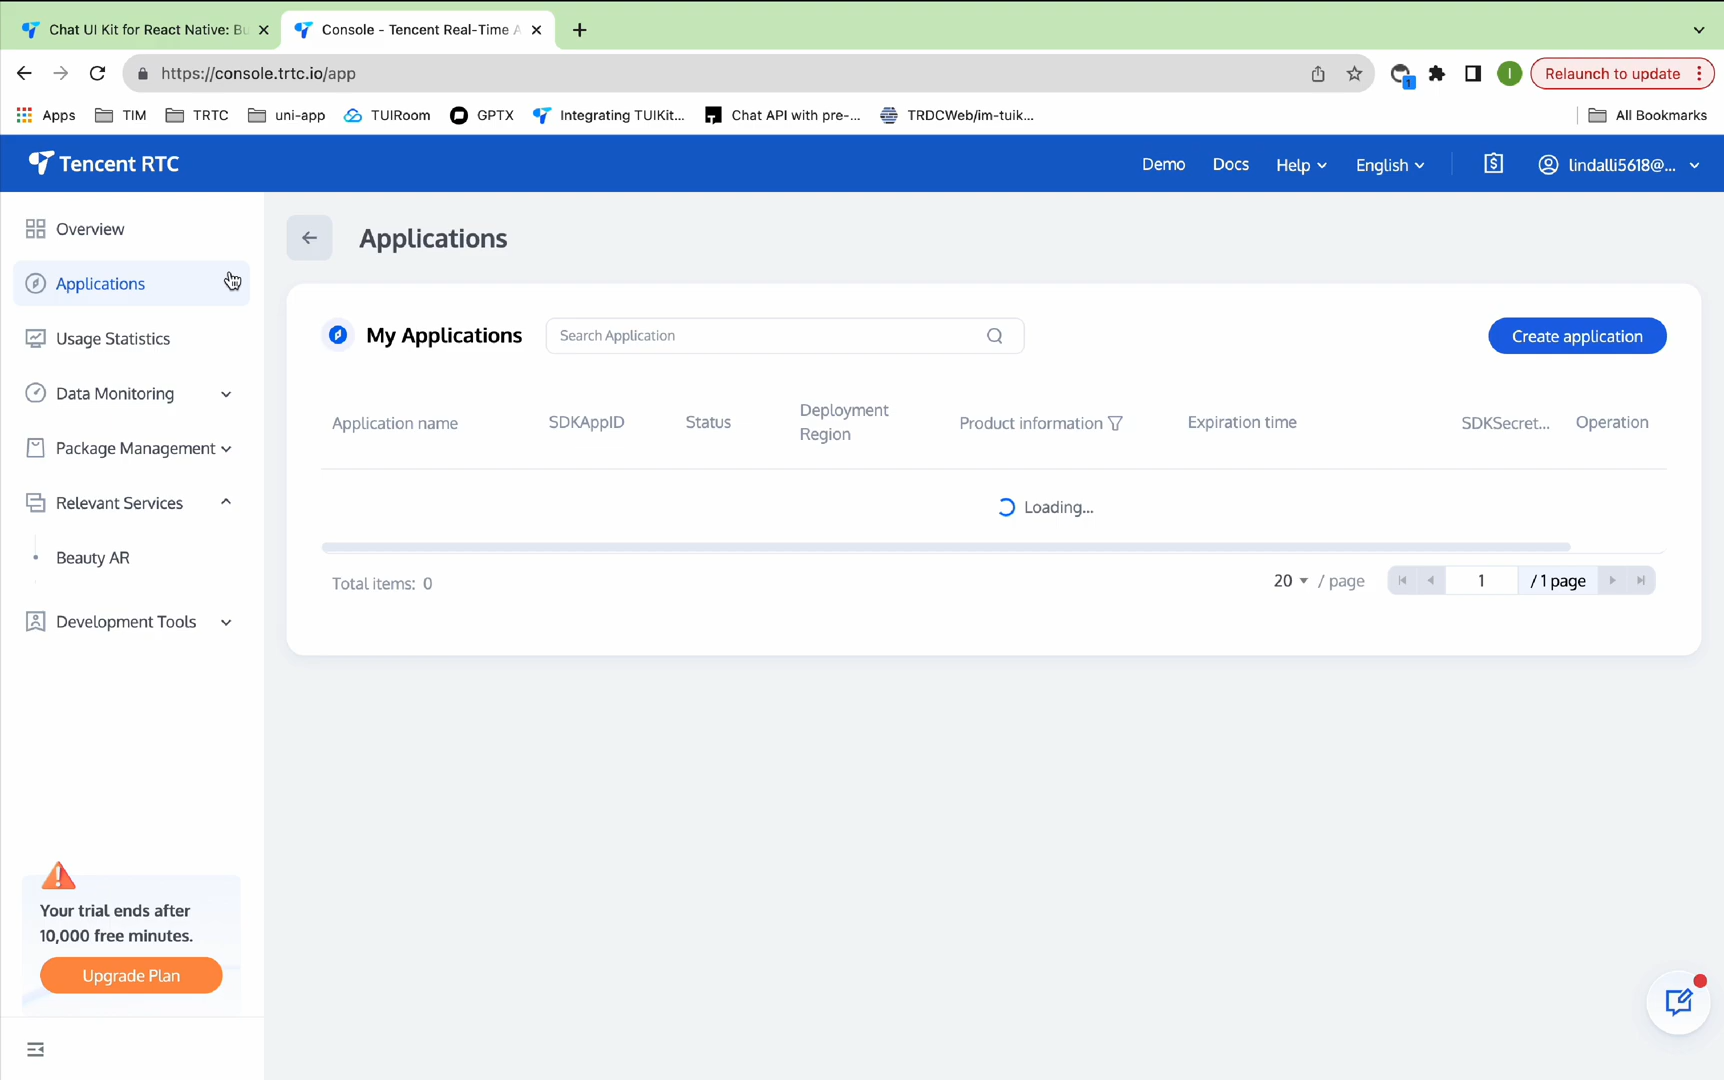 Chat UI Kit for React Native: Bu
Console - Tencent Real-Time A
https://console.trtc.io/app
1
I
Relaunch to update
Apps
TIM
TRTC
uni-app
TUIRoom
GPTX
Integrating TUIKit...
Chat API with pre-...
TRDCWeb/im-tuik...
All Bookmarks
Tencent RTC
Demo
Docs
Help
English
lindalli5618@...
Overview
Applications
Usage Statistics
Data Monitoring
Package Management
Relevant Services
Beauty AR
Development Tools
Your trial ends after
10,000 free minutes.
Upgrade Plan
Applications
My Applications
Search Application
Create application
Application name
SDKAppID
Status
Deployment
Region
Product information
Expiration time
SDKSecret...
Operation
Loading...
Total items: 0
20 / page
1
/ 1 page